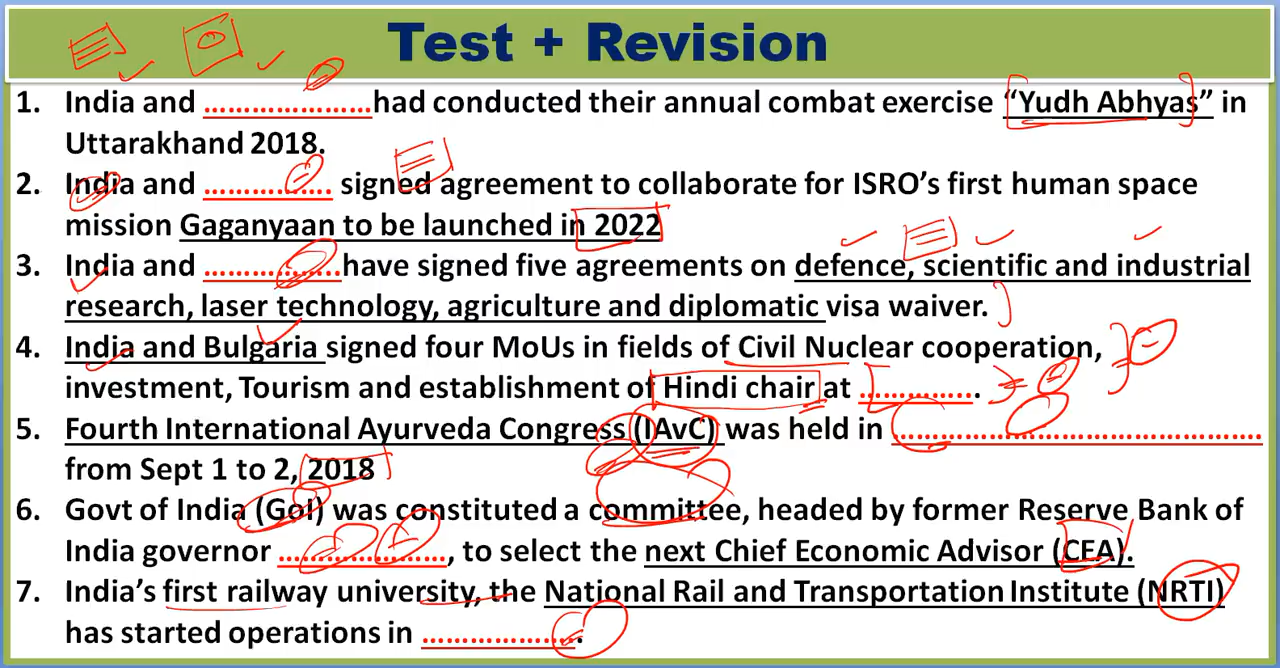 Test + Revision
1. India and .....................had conducted their annual combat exercise “Yudh Abhyas” in
Uttarakhand 2018.
2. India and ................ signed agreement to collaborate for ISRO’s first human space
mission Gaganyaan to be launched in 2022
3. India and .................have signed five agreements on defence, scientific and industrial
research, laser technology, agriculture and diplomatic visa waiver.
4. India and Bulgaria signed four MoUs in fields of Civil Nuclear cooperation,
investment, Tourism and establishment of Hindi chair at ...............
5. Fourth International Ayurveda Congress (IAvC) was held in ..............................................
from Sept 1 to 2, 2018
6. Govt of India (GoI) was constituted a committee, headed by former Reserve Bank of
India governor ....................., to select the next Chief Economic Advisor (CEA).
7. India’s first railway university, the National Rail and Transportation Institute (NRTI)
has started operations in ....................